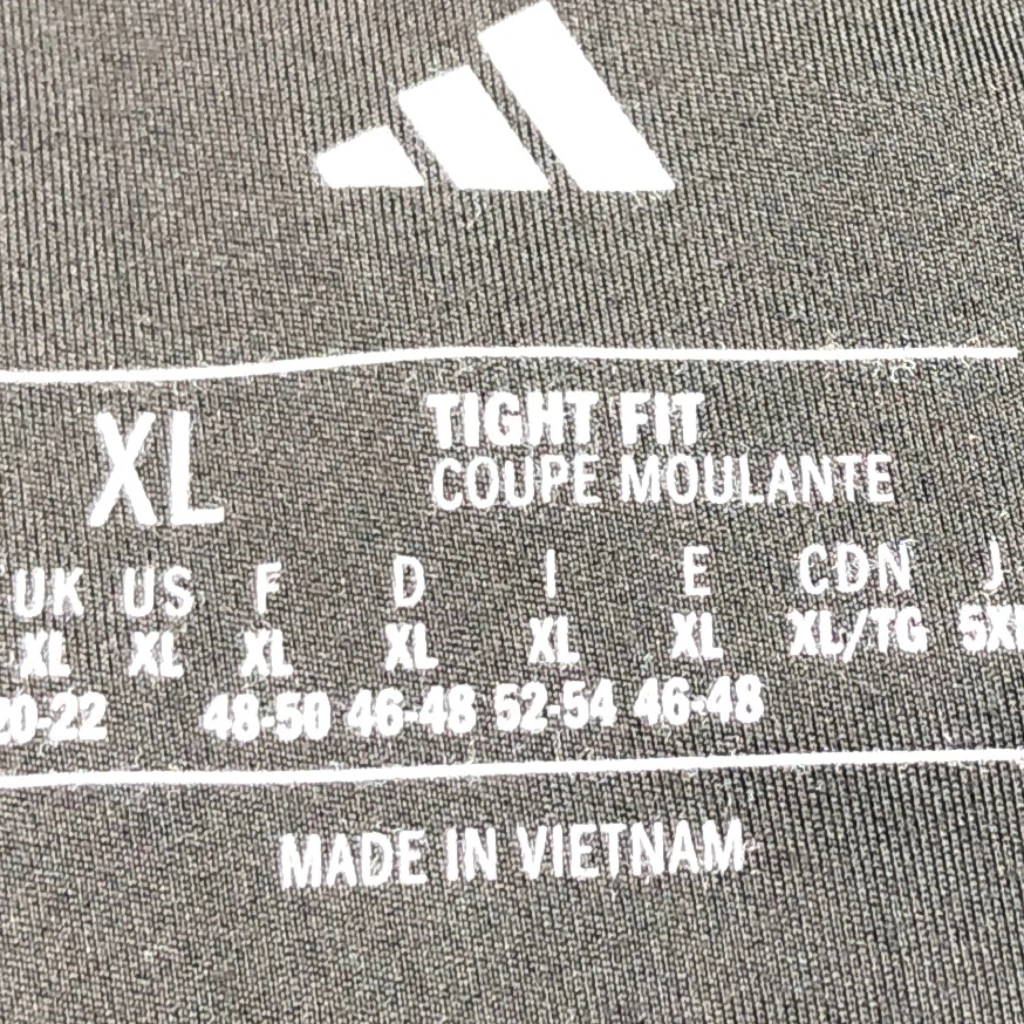 XL
TIGHT FIT
COUPE MOULANTE
UK US F D I E CDN J
XL XL XL XL XL XL XL/TG
20-22 48-50 46-48 52-54 46-48
MADE IN VIETNAM